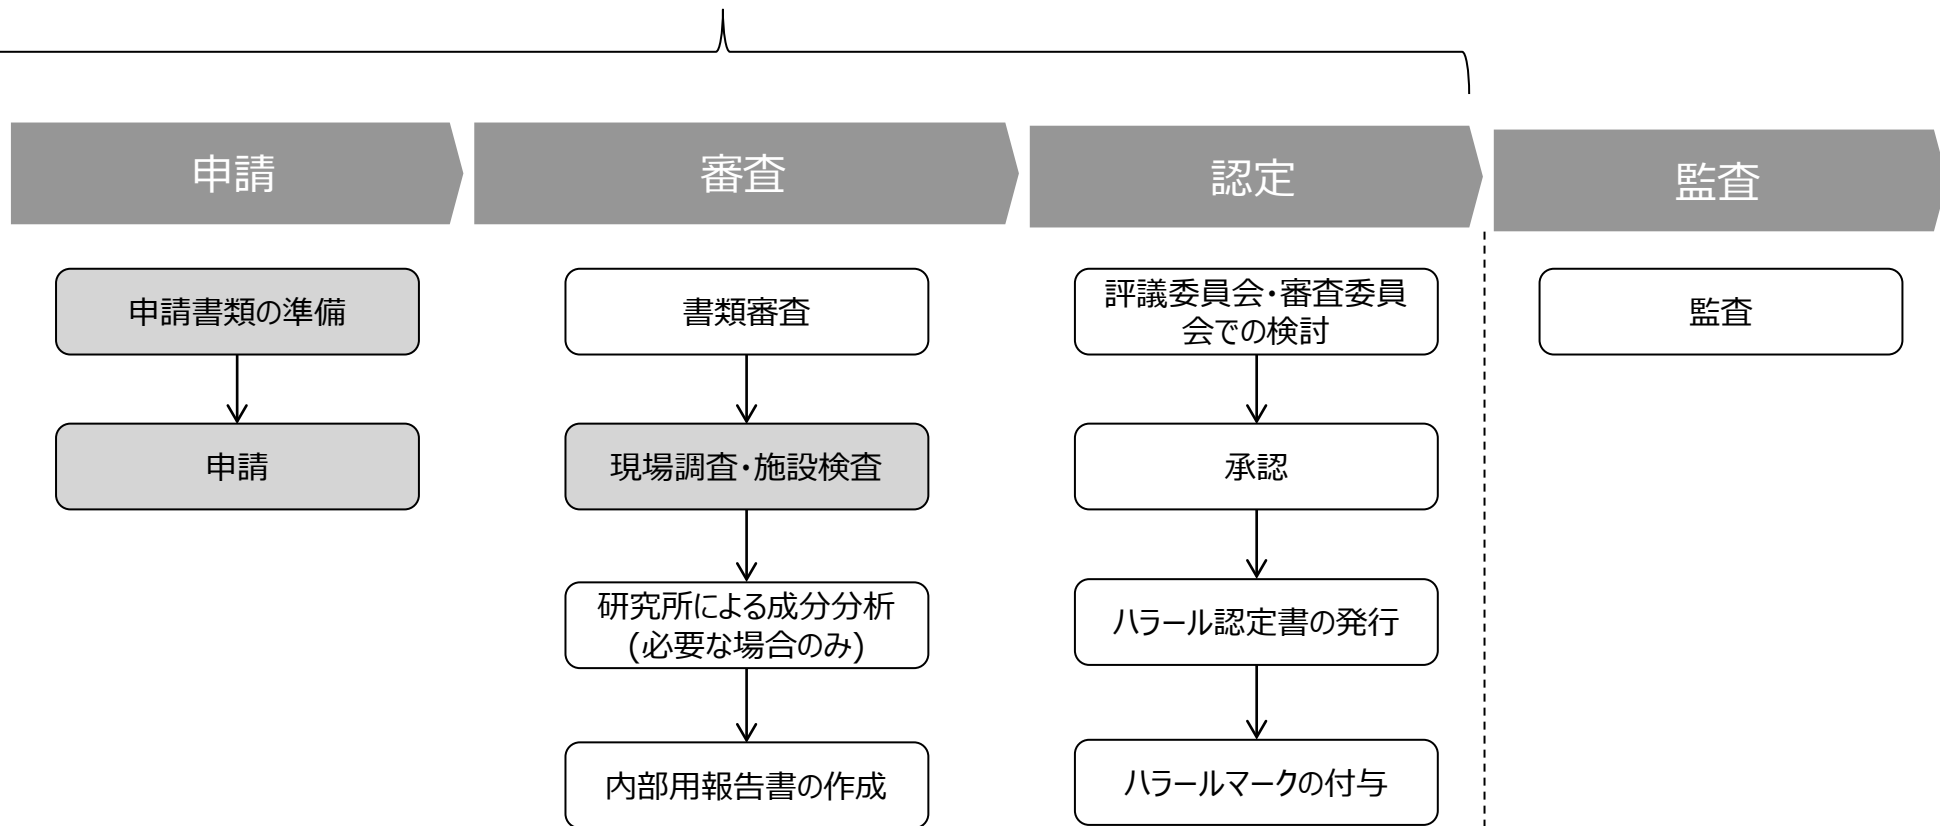 申請
審査
認定
監査
申請書類の準備
申請
書類審査
現場調査・施設検査
研究所による成分分析
(必要な場合のみ)
内部用報告書の作成
評議委員会・審査委員
会での検討
承認
ハラール認定書の発行
ハラールマークの付与
監査